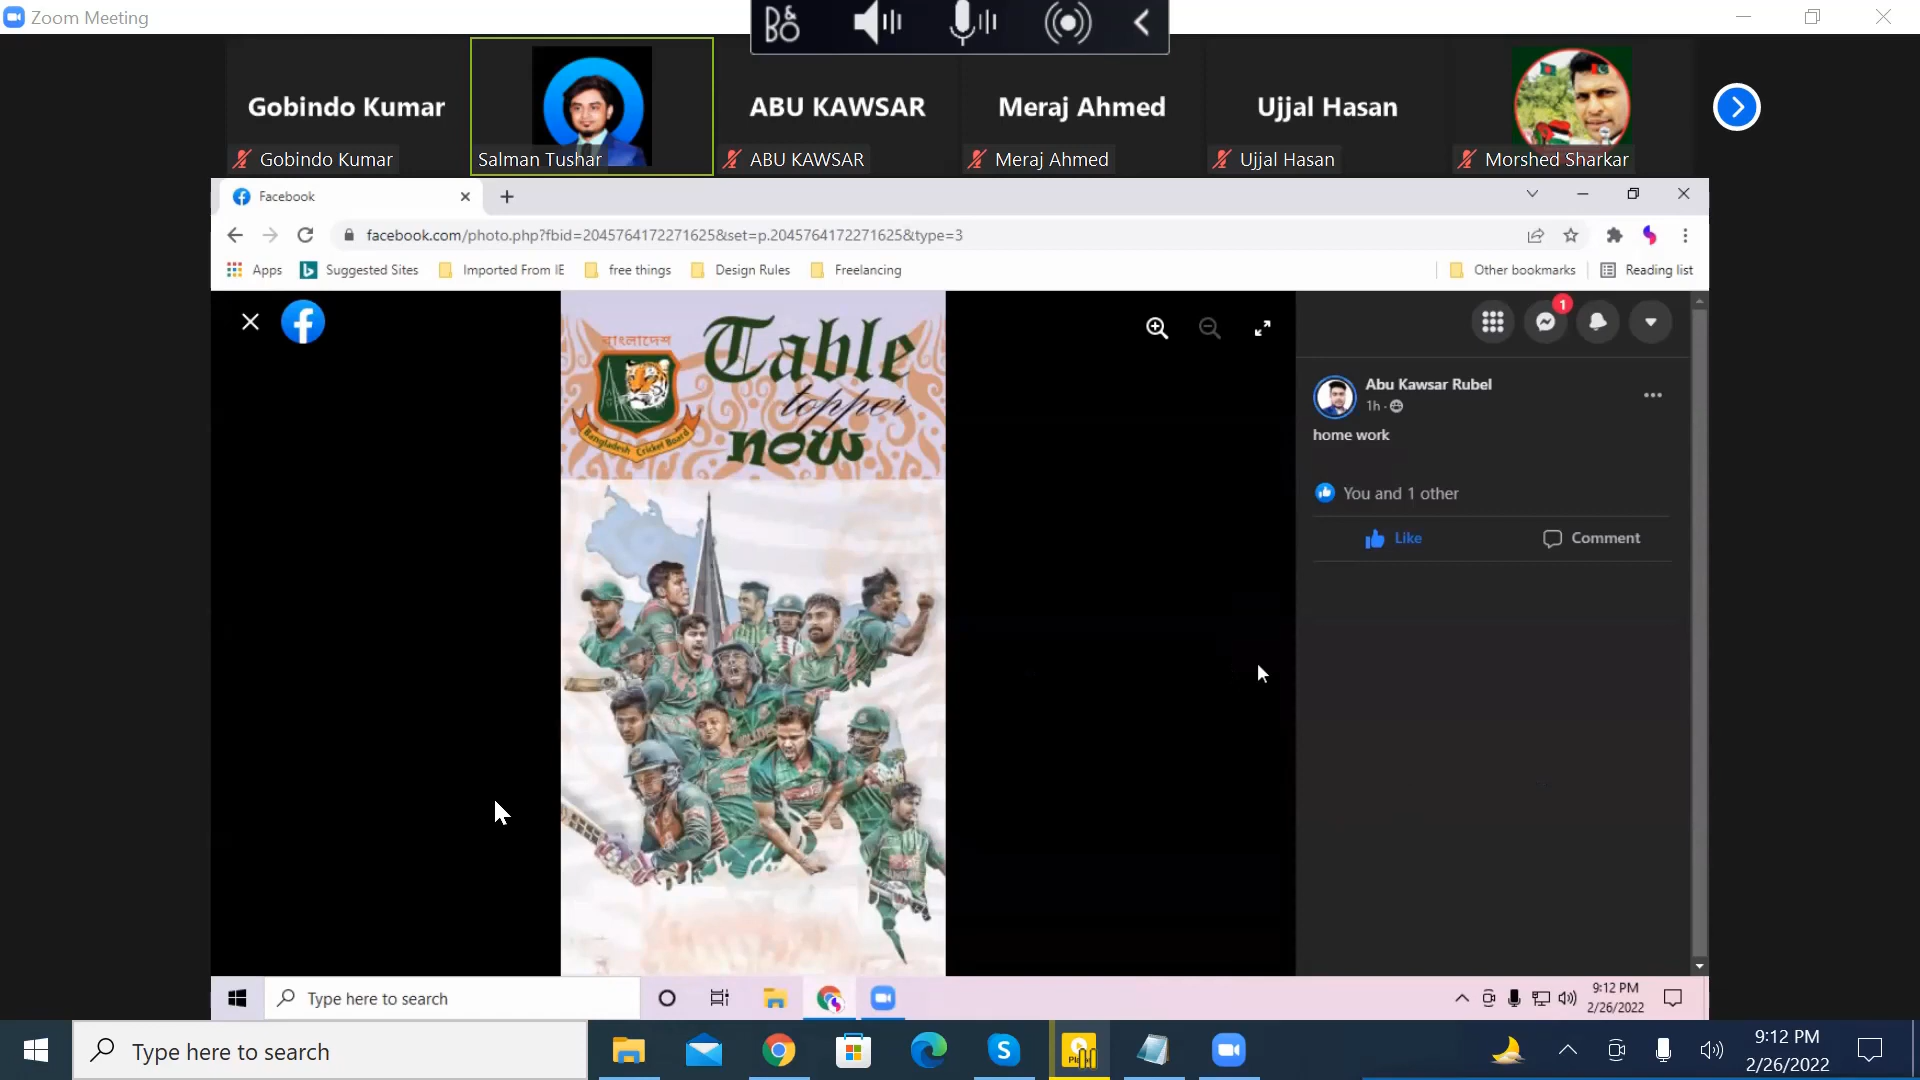 Zoom Meeting
B&O
Gobindo Kumar
ABU KAWSAR
Meraj Ahmed
Ujjal Hasan
Gobindo Kumar
Salman Tushar
ABU KAWSAR
Meraj Ahmed
Ujjal Hasan
Morshed Sharkar
Facebook
facebook.com/photo.php?fbid=2045764172271625&set=p.2045764172271625&type=3
Apps
Suggested Sites
Imported From IE
free things
Design Rules
Freelancing
Other bookmarks
Reading list
বাংলাদেশ
Bangladesh Cricket Board
Table
topper
now
1
Abu Kawsar Rubel
1h
home work
You and 1 other
Like
Comment
Type here to search
9:12 PM
2/26/2022
Type here to search
9:12 PM
2/26/2022